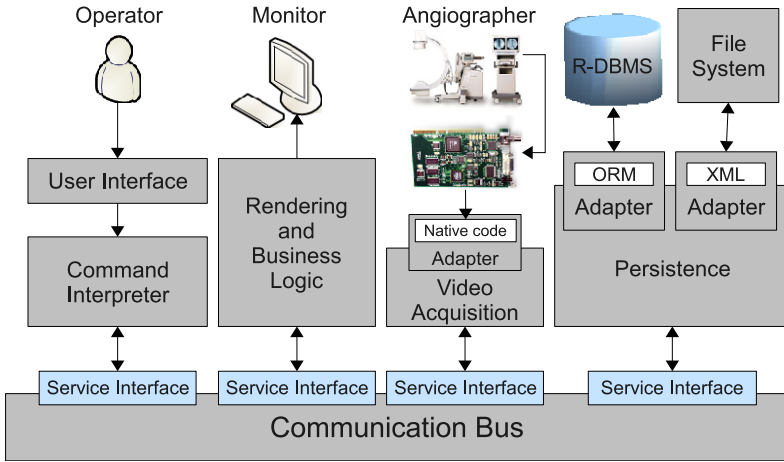 Operator
Monitor
Angiographer
R-DBMS
File
System
User Interface
Command
Interpreter
Rendering
and
Business
Logic
Native code
Adapter
Video
Acquisition
ORM
Adapter
XML
Adapter
Persistence
Service Interface
Service Interface
Service Interface
Service Interface
Communication Bus